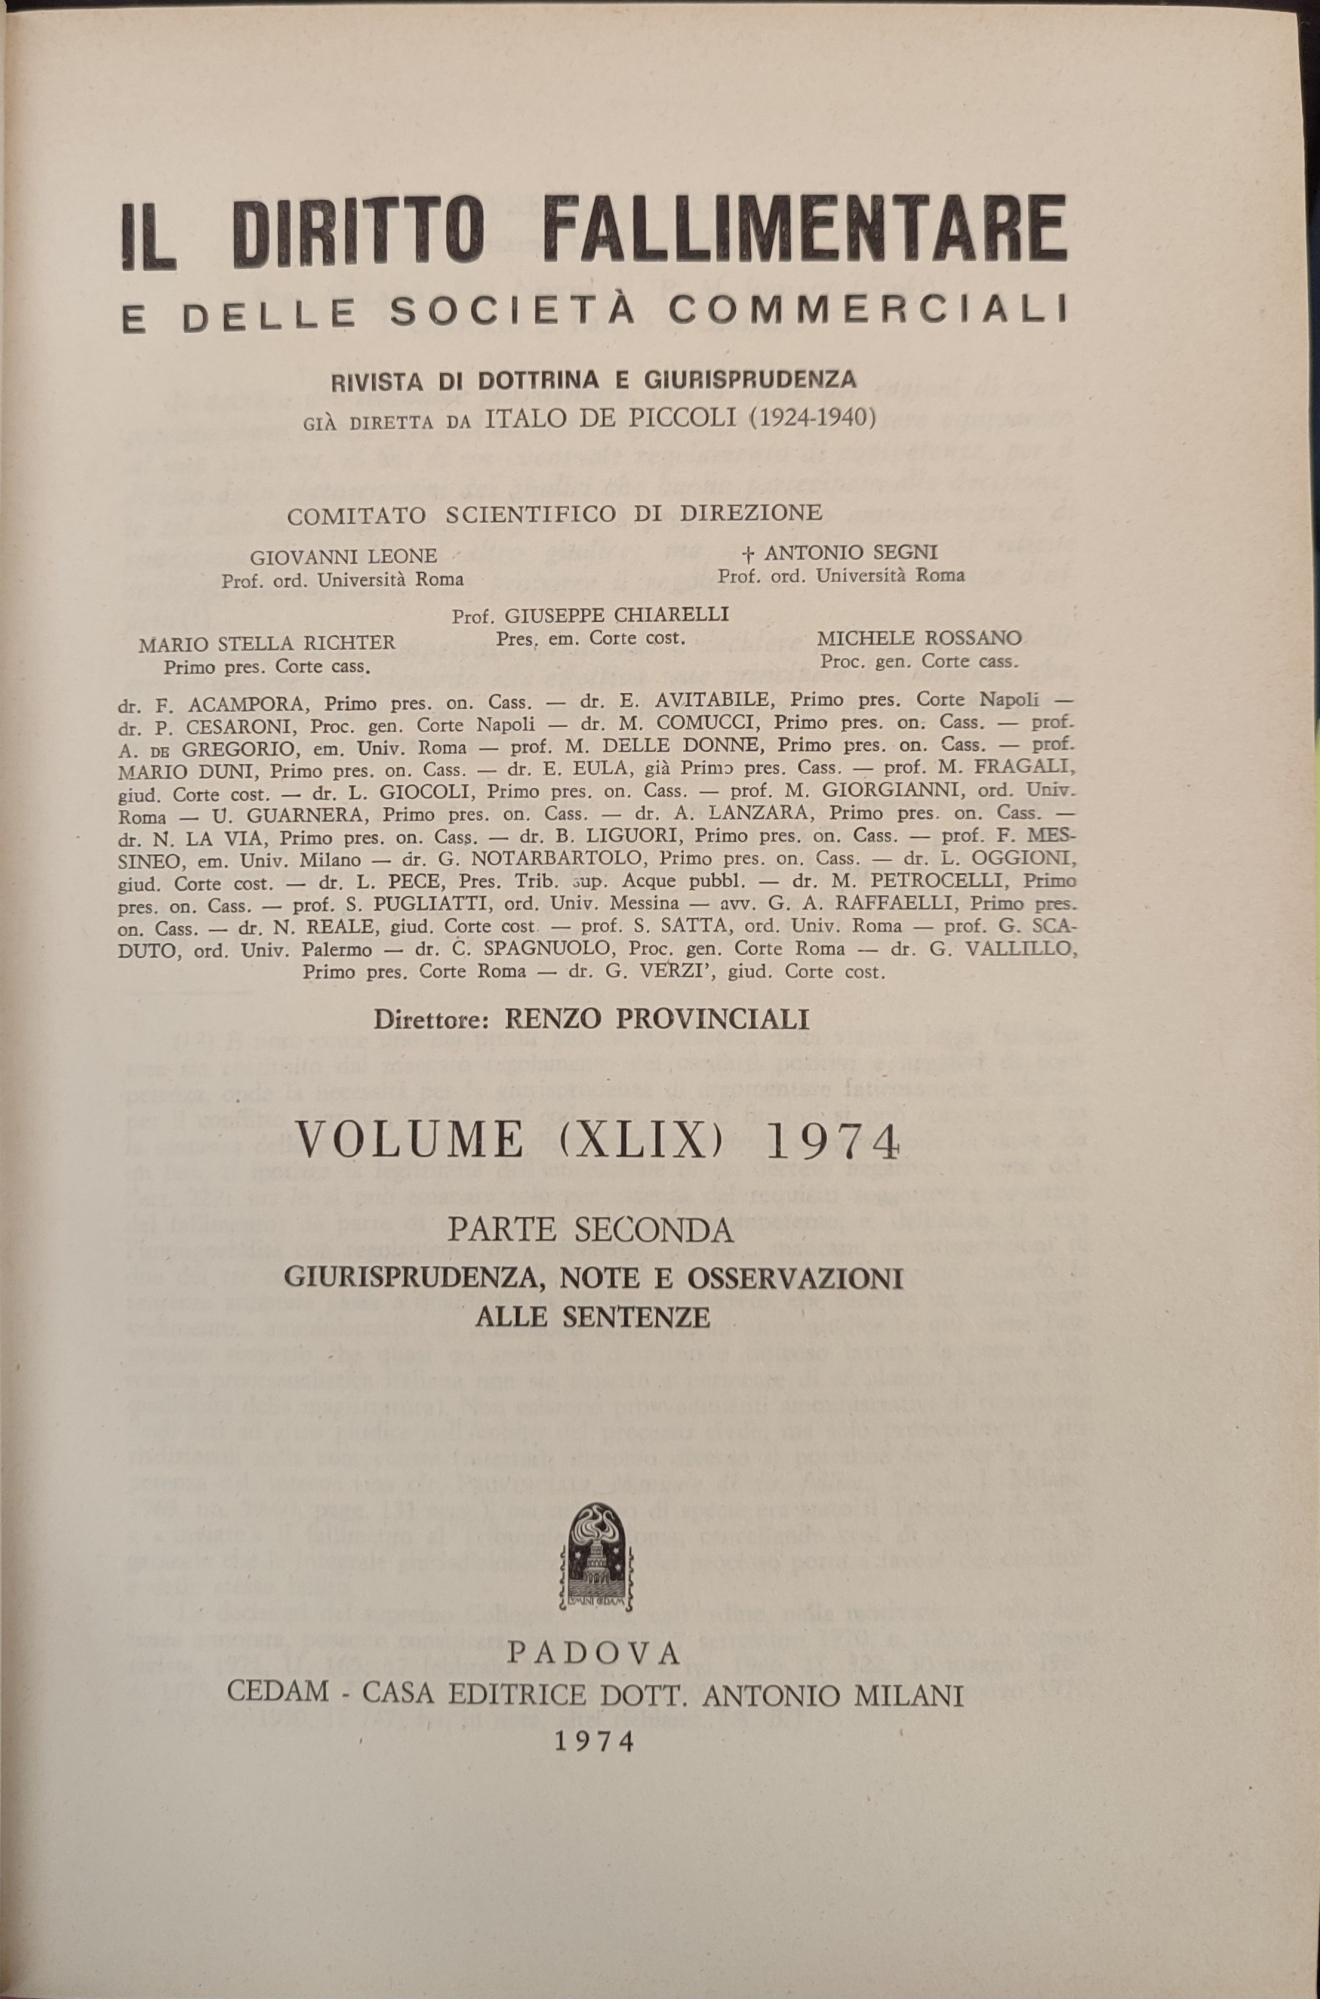 IL DIRITTO FALLIMENTARE
E DELLE SOCIETÀ COMMERCIALI
RIVISTA DI DOTTRINA E GIURISPRUDENZA
GIÀ DIRETTA DA ITALO DE PICCOLI (1924-1940)
COMITATO SCIENTIFICO DI DIREZIONE
GIOVANNI LEONE
Prof. ord. Università Roma
† ANTONIO SEGNI
Prof. ord. Università Roma
Prof. GIUSEPPE CHIARELLI
Pres. em. Corte cost.
MARIO STELLA RICHTER
Primo pres. Corte cass.
MICHELE ROSSANO
Proc. gen. Corte cass.
dr. F. ACAMPORA, Primo pres. on. Cass. — dr. E. AVITABILE, Primo pres. Corte Napoli —
dr. P. CESARONI, Proc. gen. Corte Napoli — dr. M. COMUCCI, Primo pres. on. Cass. — prof.
A. DE GREGORIO, em. Univ. Roma — prof. M. DELLE DONNE, Primo pres. on. Cass. — prof.
MARIO DUNI, Primo pres. on. Cass. — dr. E. EULA, già Primo pres. Cass. — prof. M. FRAGALI,
giud. Corte cost. — dr. L. GIOCOLI, Primo pres. on. Cass. — prof. M. GIORGIANNI, ord. Univ.
Roma — U. GUARNERA, Primo pres. on. Cass. — dr. A. LANZARA, Primo pres. on. Cass. —
dr. N. LA VIA, Primo pres. on. Cass. — dr. B. LIGUORI, Primo pres. on. Cass. — prof. F. MES-
SINEO, em. Univ. Milano — dr. G. NOTARBARTOLO, Primo pres. on. Cass. — dr. L. OGGIONI,
giud. Corte cost. — dr. L. PECE, Pres. Trib. sup. Acque pubbl. — dr. M. PETROCELLI, Primo
pres. on. Cass. — prof. S. PUGLIATTI, ord. Univ. Messina — avv. G. A. RAFFAELLI, Primo pres.
on. Cass. — dr. N. REALE, giud. Corte cost. — prof. S. SATTA, ord. Univ. Roma — prof. G. SCA-
DUTO, ord. Univ. Palermo — dr. C. SPAGNUOLO, Proc. gen. Corte Roma — dr. G. VALLILLO,
Primo pres. Corte Roma — dr. G. VERZI', giud. Corte cost.
Direttore: RENZO PROVINCIALI
VOLUME (XLIX) 1974
PARTE SECONDA
GIURISPRUDENZA, NOTE E OSSERVAZIONI
ALLE SENTENZE
PADOVA
CEDAM - CASA EDITRICE DOTT. ANTONIO MILANI
1974